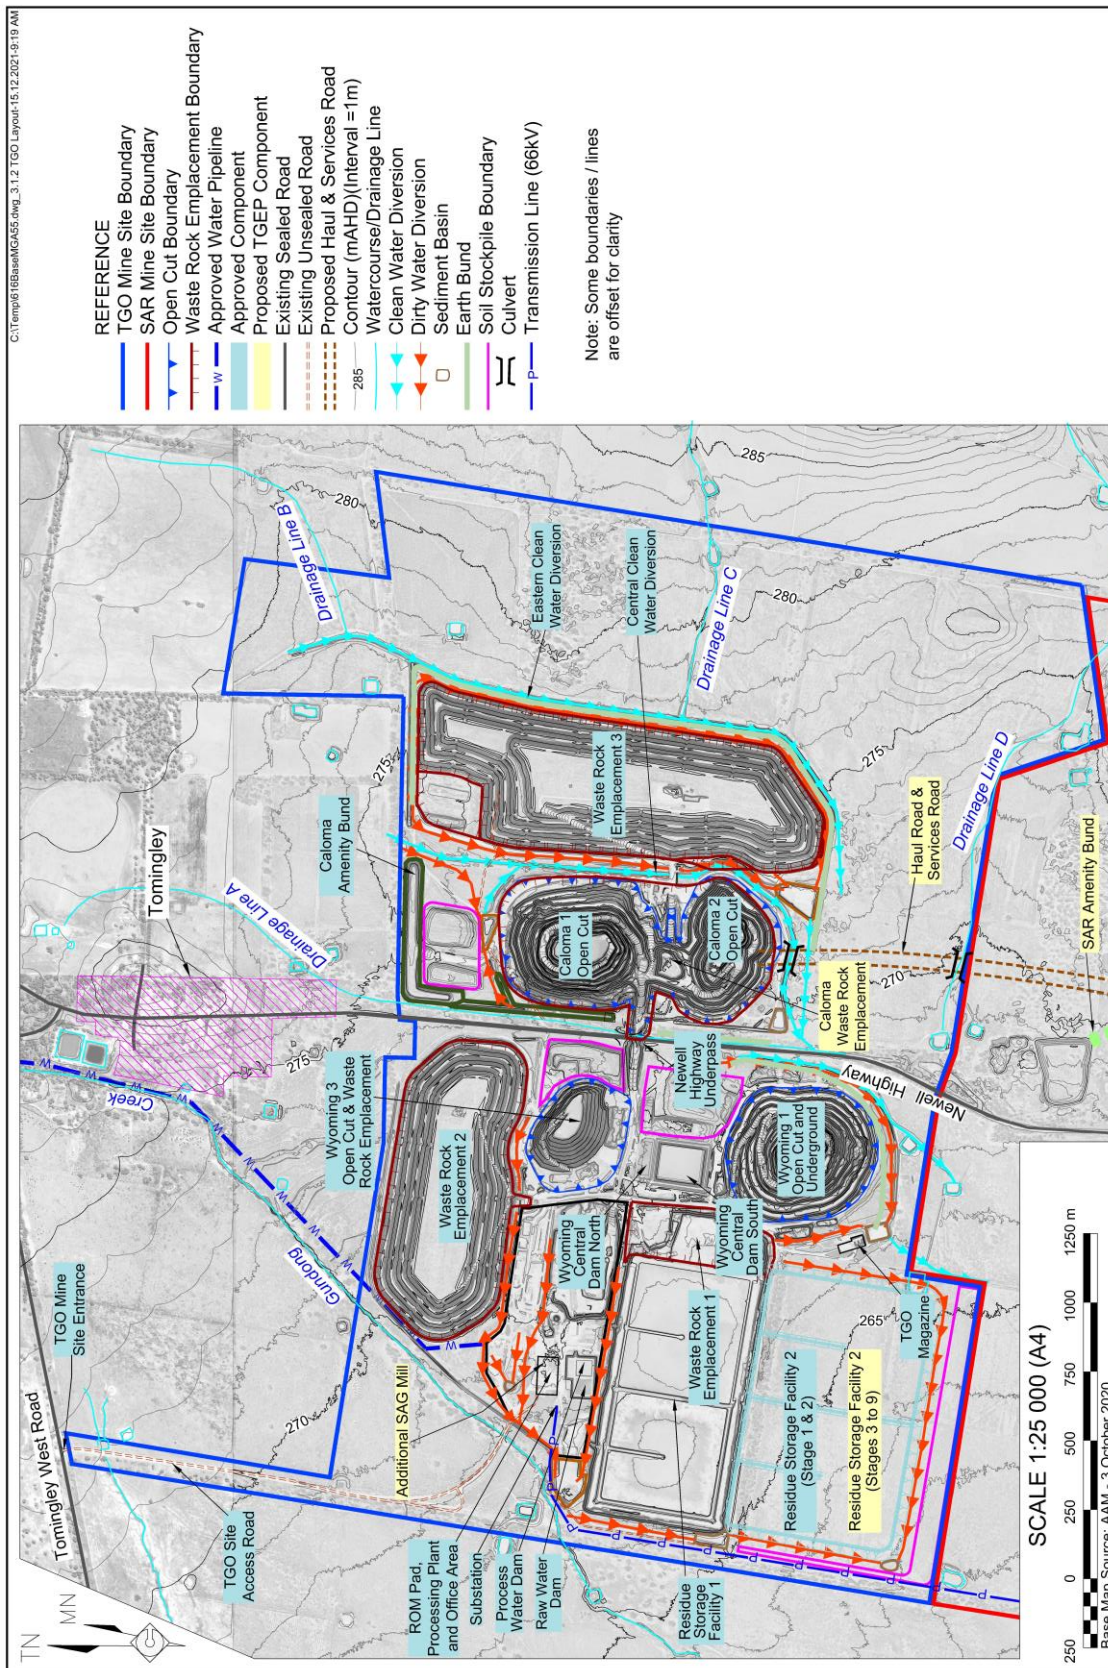 C:\Temp\616BaseMGA55.dwg_3.1.2 TGO Layout-15.12.2021-9:19 AM
REFERENCE
TGO Mine Site Boundary
SAR Mine Site Boundary
Open Cut Boundary
Waste Rock Emplacement Boundary
W
Approved Water Pipeline
Approved Component
Proposed TGEP Component
Existing Sealed Road
Existing Unsealed Road
Proposed Haul & Services Road
285
Contour (mAHD)(Interval =1m)
Watercourse/Drainage Line
Clean Water Diversion
Dirty Water Diversion
Sediment Basin
Earth Bund
Soil Stockpile Boundary
Culvert
P
Transmission Line (66kV)
Note: Some boundaries / lines
are offset for clarity
TN
MN
Tomingley West Road
TGO Mine
Site Entrance
TGO Site
Access Road
270
Gundong
Creek
W
W
W
W
W
W
W
W
Tomingley
Drainage Line A
275
275
Drainage Line B
280
Caloma
Amenity Bund
Wyoming 3
Open Cut & Waste
Rock Emplacement
Waste Rock
Emplacement 2
Additional SAG Mill
ROM Pad,
Processing Plant
and Office Area
Substation
Process
Water Dam
Raw Water
Dam
Residue
Storage
Facility 1
Wyoming
Central
Dam North
Wyoming
Central
Dam South
Waste Rock
Emplacement 1
Newell
Highway
Underpass
Caloma 1
Open Cut
Caloma 2
Open Cut
Caloma
Waste Rock
Emplacement
Waste Rock
Emplacement 3
Eastern Clean
Water Diversion
Central Clean
Water Diversion
Drainage Line C
285
280
275
Drainage Line D
Haul Road &
Services Road
270
SAR Amenity Bund
Newell
Highway
Wyoming 1
Open Cut and
Underground
TGO
Magazine
265
Residue Storage Facility 2
(Stage 1 & 2)
Residue Storage Facility 2
(Stages 3 to 9)
P
P
P
P
P
P
P
P
SCALE 1:25 000 (A4)
250
0
250
500
750
1000
1250 m
Base Map Sources: AAM - 3 October 2020